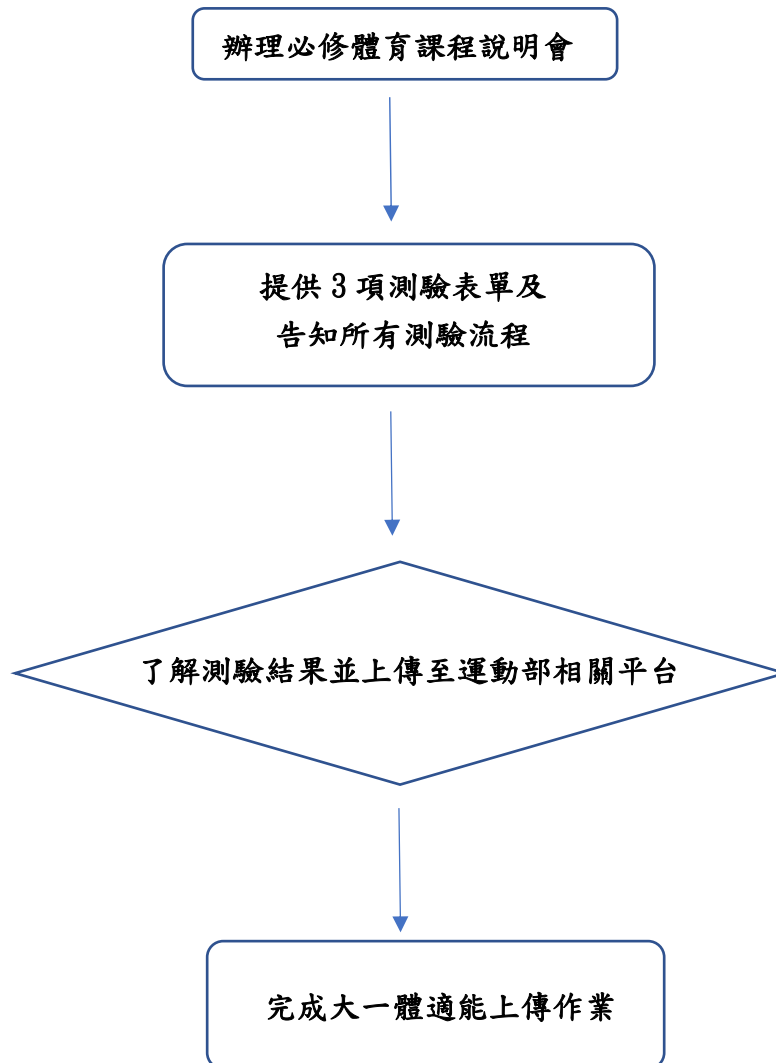 辦理必修體育課程說明會
提供 3 項測驗表單及
告知所有測驗流程
了解測驗結果並上傳至運動部相關平台
完成大一體適能上傳作業